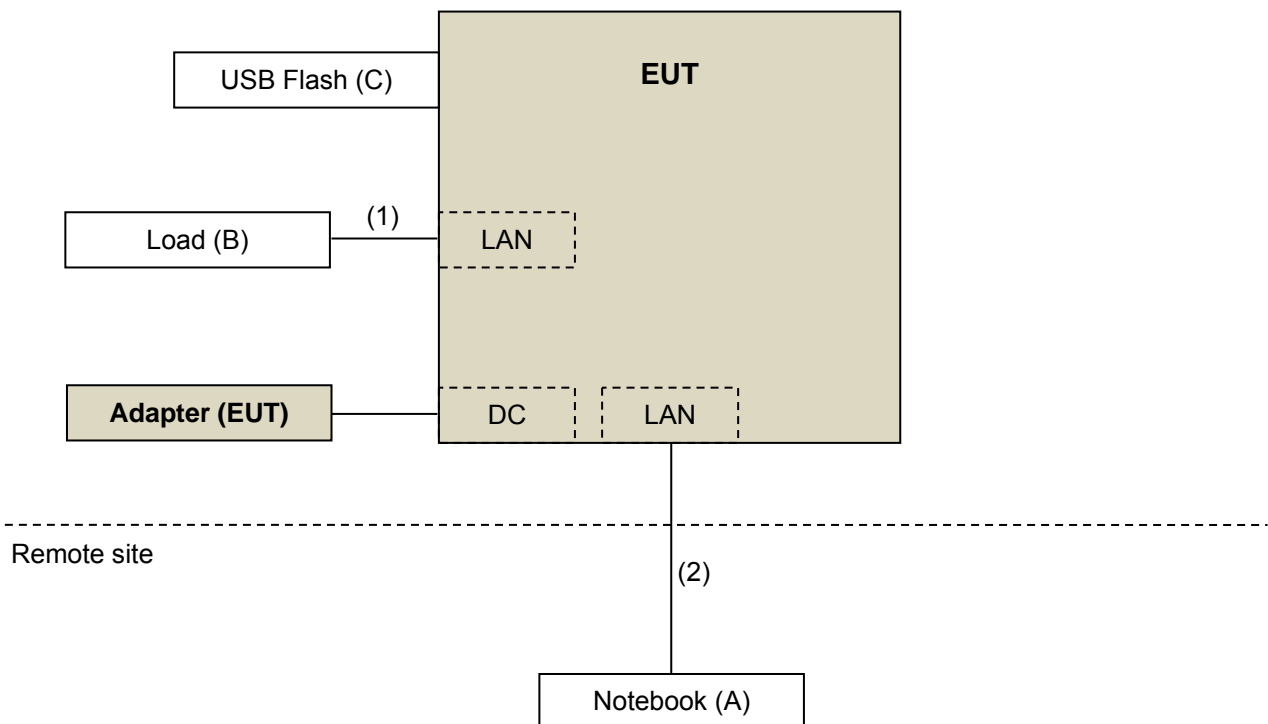 EUT
USB Flash (C)
(1)
Load (B)
LAN
Adapter (EUT)
DC
LAN
Remote site
(2)
Notebook (A)